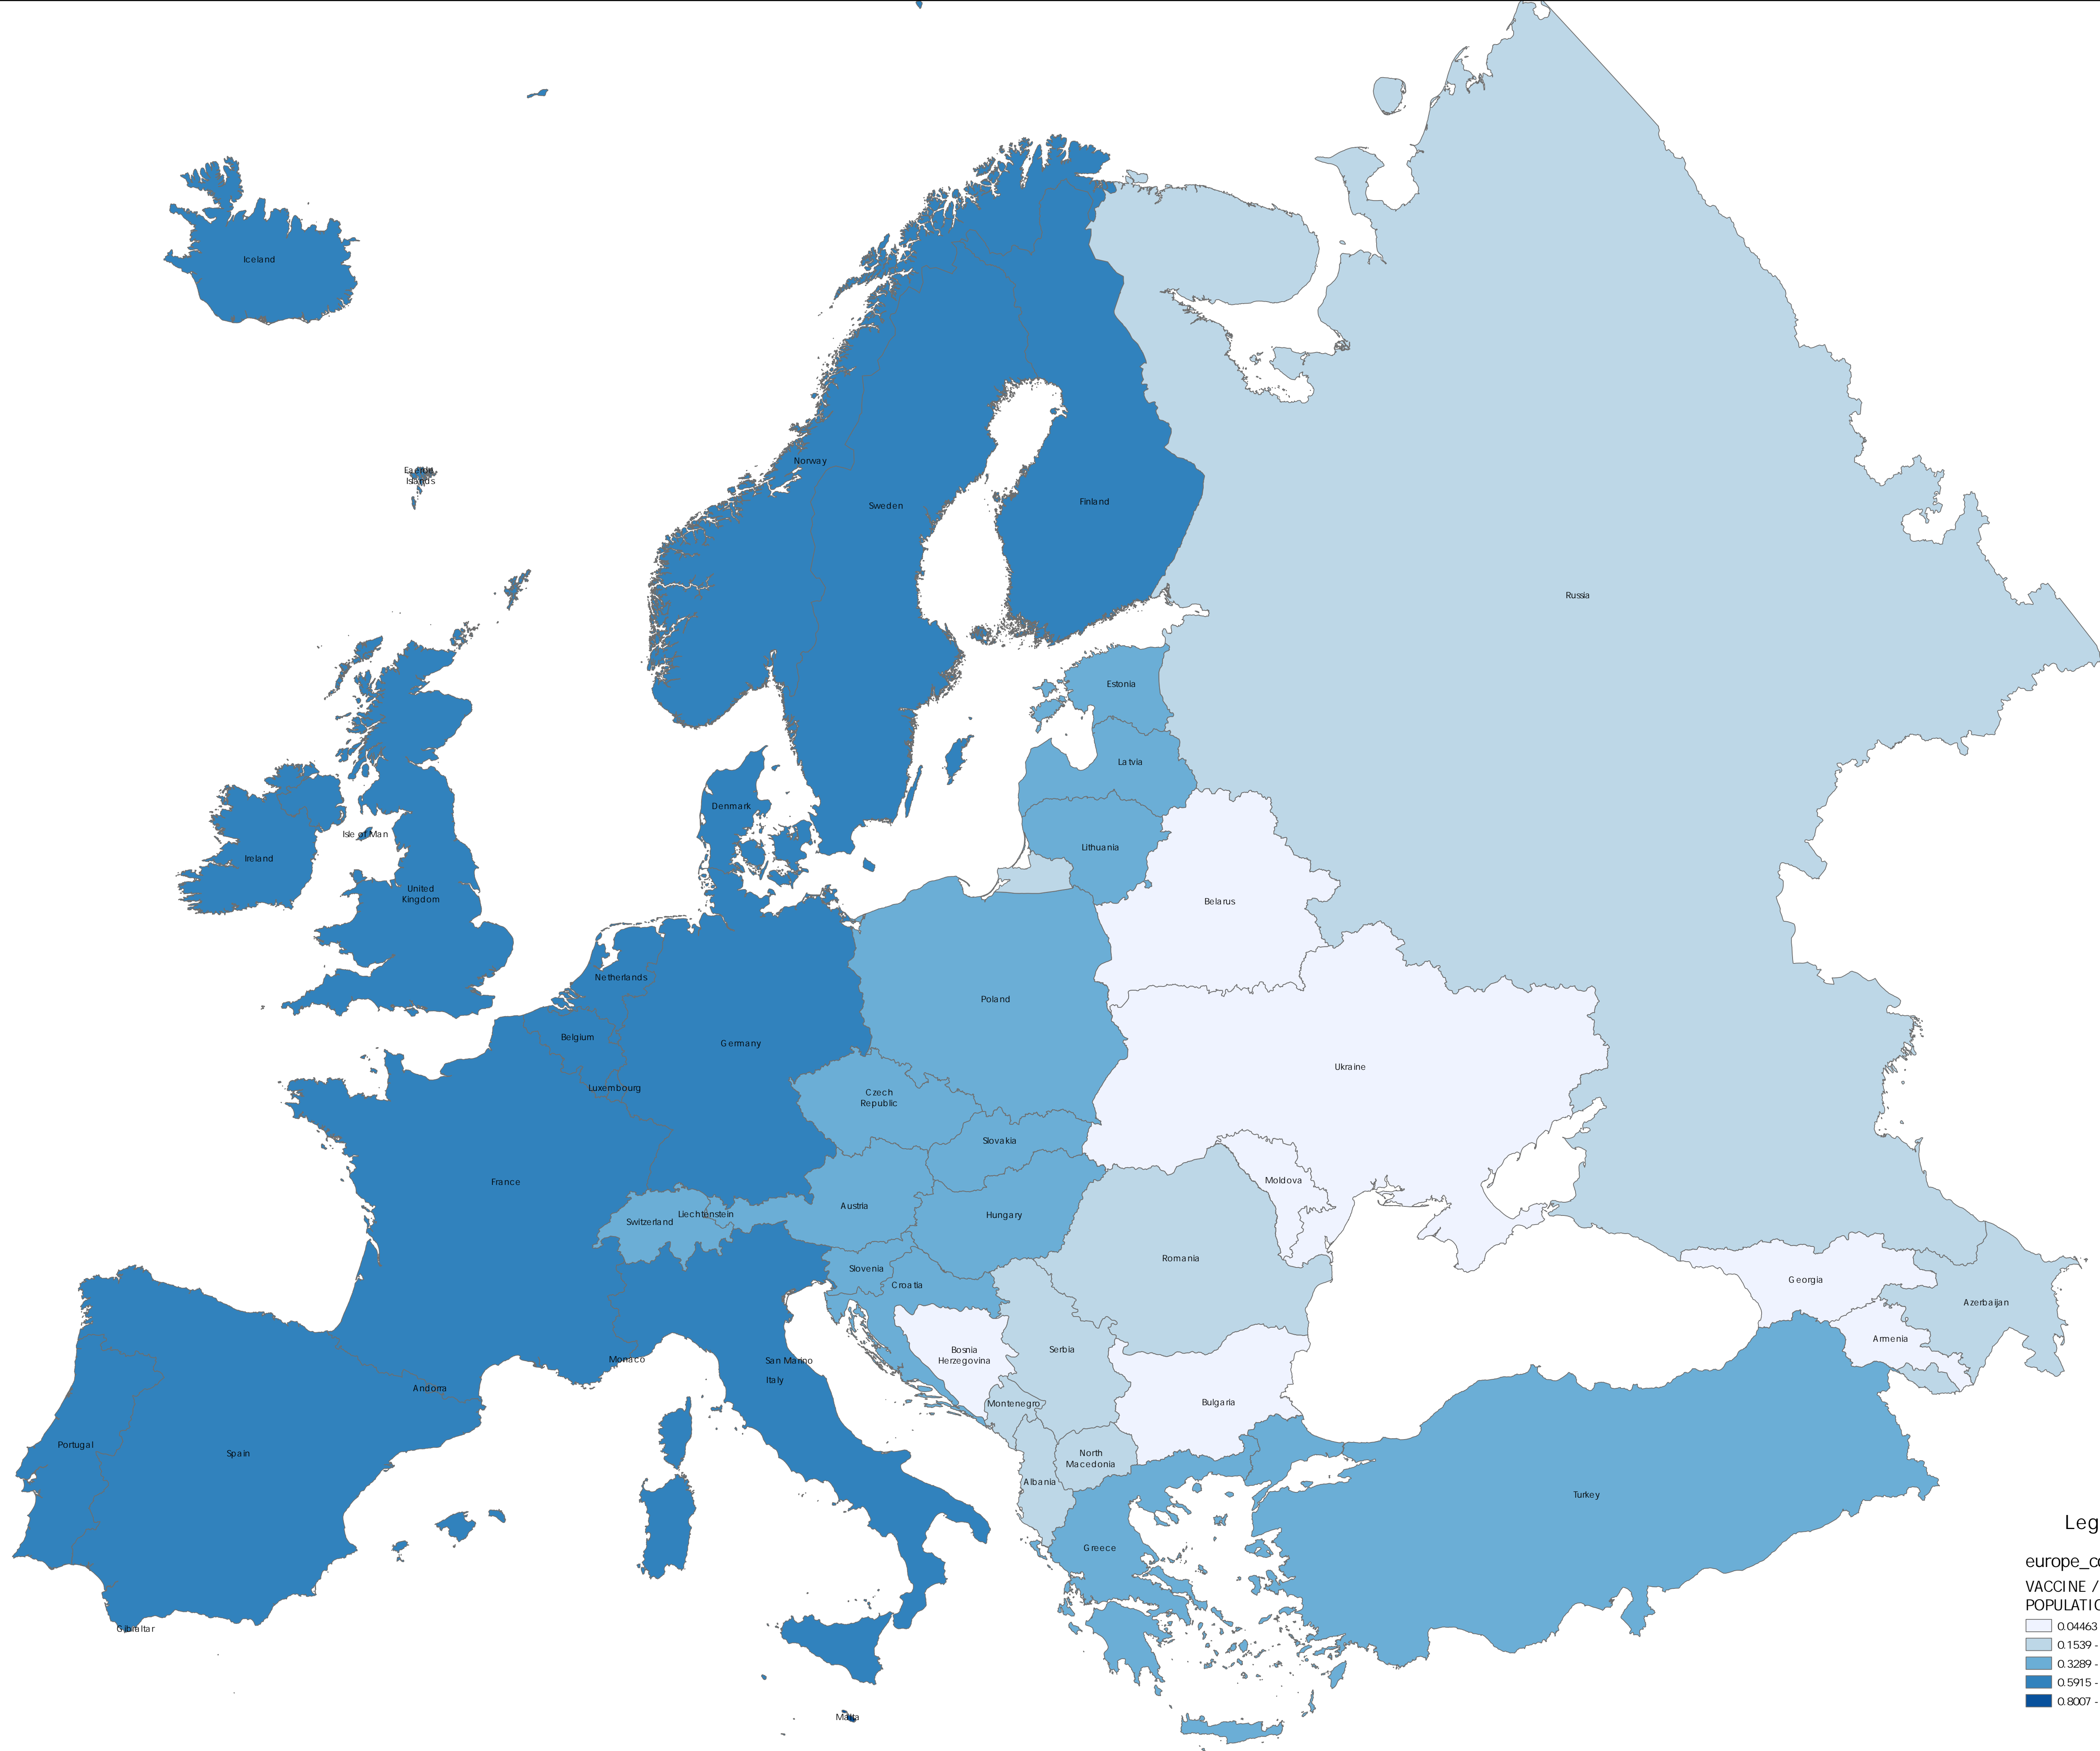 Iceland
Norway
Faeroe
Islands
Sweden
Finland
Russia
Estonia
Latvia
Denmark
Isle of Man
Lithuania
Ireland
United
Kingdom
Belarus
Netherlands
Poland
Belgium
Germany
Ukraine
Luxembourg
Czech
Republic
Slovakia
France
Moldova
Austria
Liechtenstein
Switzerland
Hungary
Romania
Slovenia
Croatia
Georgia
Azerbaijan
Armenia
Bosnia
Herzegovina
Serbia
Monaco
San Marino
Italy
Andorra
Montenegro
Bulgaria
Portugal
Spain
North
Macedonia
Albania
Turkey
Greece
Gibraltar
Malta
Leg
europe_co
VACCINE /
POPULATIO
0.04463
0.1539 -
0.3289 -
0.5915 -
0.8007 -